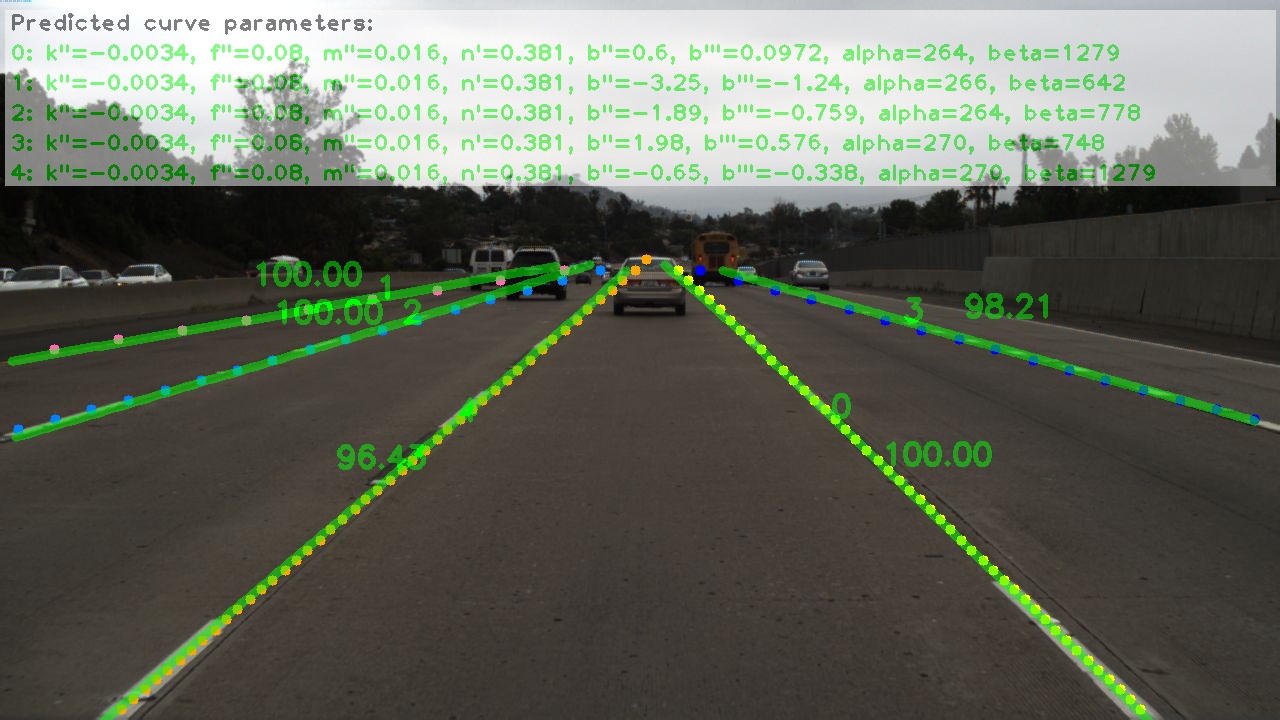 Predicted curve parameters:
0: k''=-0.0034, f''=0.08, m''=0.016, n'=0.381, b''=0.6, b'''=0.0972, alpha=264, beta=1279
1: k''=-0.0034, f''=0.08, m''=0.016, n'=0.381, b''=-3.25, b'''=-1.24, alpha=266, beta=642
2: k''=-0.0034, f''=0.08, m''=0.016, n'=0.381, b''=-1.89, b'''=-0.759, alpha=264, beta=778
3: k''=-0.0034, f''=0.08, m''=0.016, n'=0.381, b''=1.98, b'''=0.576, alpha=270, beta=748
4: k''=-0.0034, f''=0.08, m''=0.016, n'=0.381, b''=-0.65, b'''=-0.338, alpha=270, beta=1279
100.00 1
100.00 2
3 98.21
0
96.43
100.00